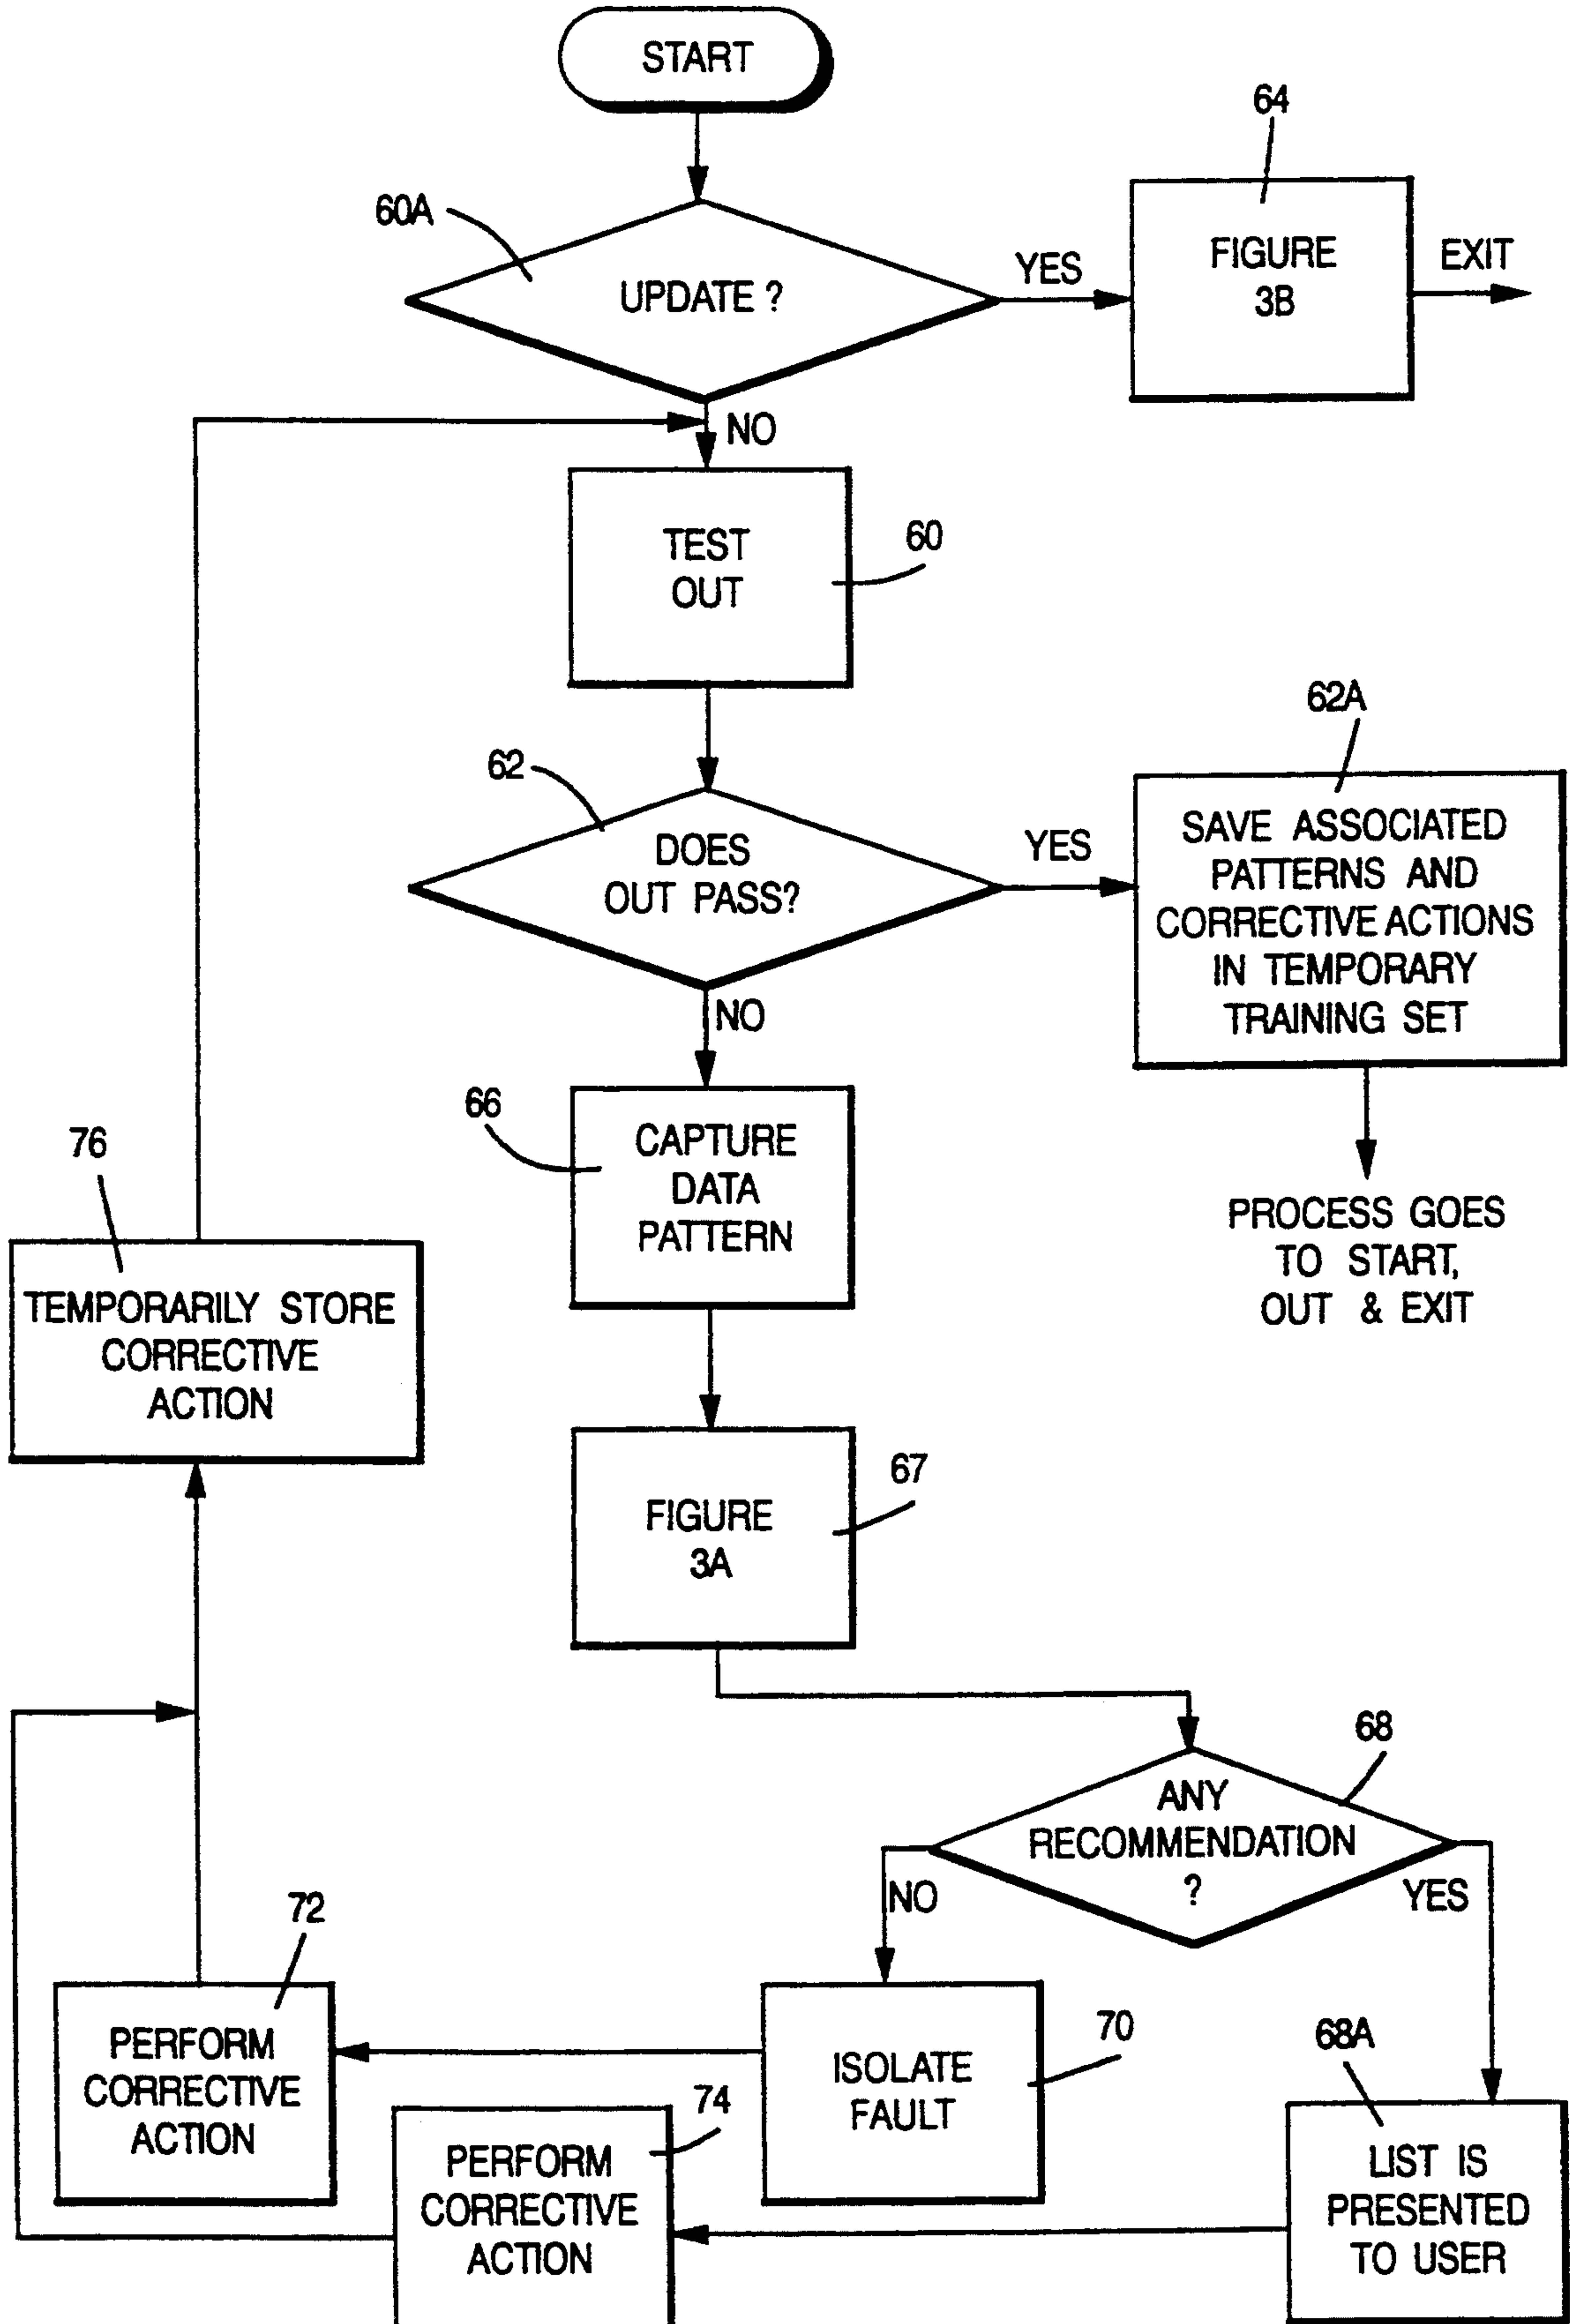 START
64
60A
UPDATE ?
YES
FIGURE
3B
EXIT
NO
TEST
OUT
60
62A
62
DOES
OUT PASS?
YES
SAVE ASSOCIATED
PATTERNS AND
CORRECTIVE ACTIONS
IN TEMPORARY
TRAINING SET
NO
66
CAPTURE
DATA
PATTERN
PROCESS GOES
TO START,
OUT & EXIT
76
TEMPORARILY STORE
CORRECTIVE
ACTION
67
FIGURE
3A
68
ANY
RECOMMENDATION
?
NO
YES
72
PERFORM
CORRECTIVE
ACTION
70
ISOLATE
FAULT
68A
74
PERFORM
CORRECTIVE
ACTION
LIST IS
PRESENTED
TO USER